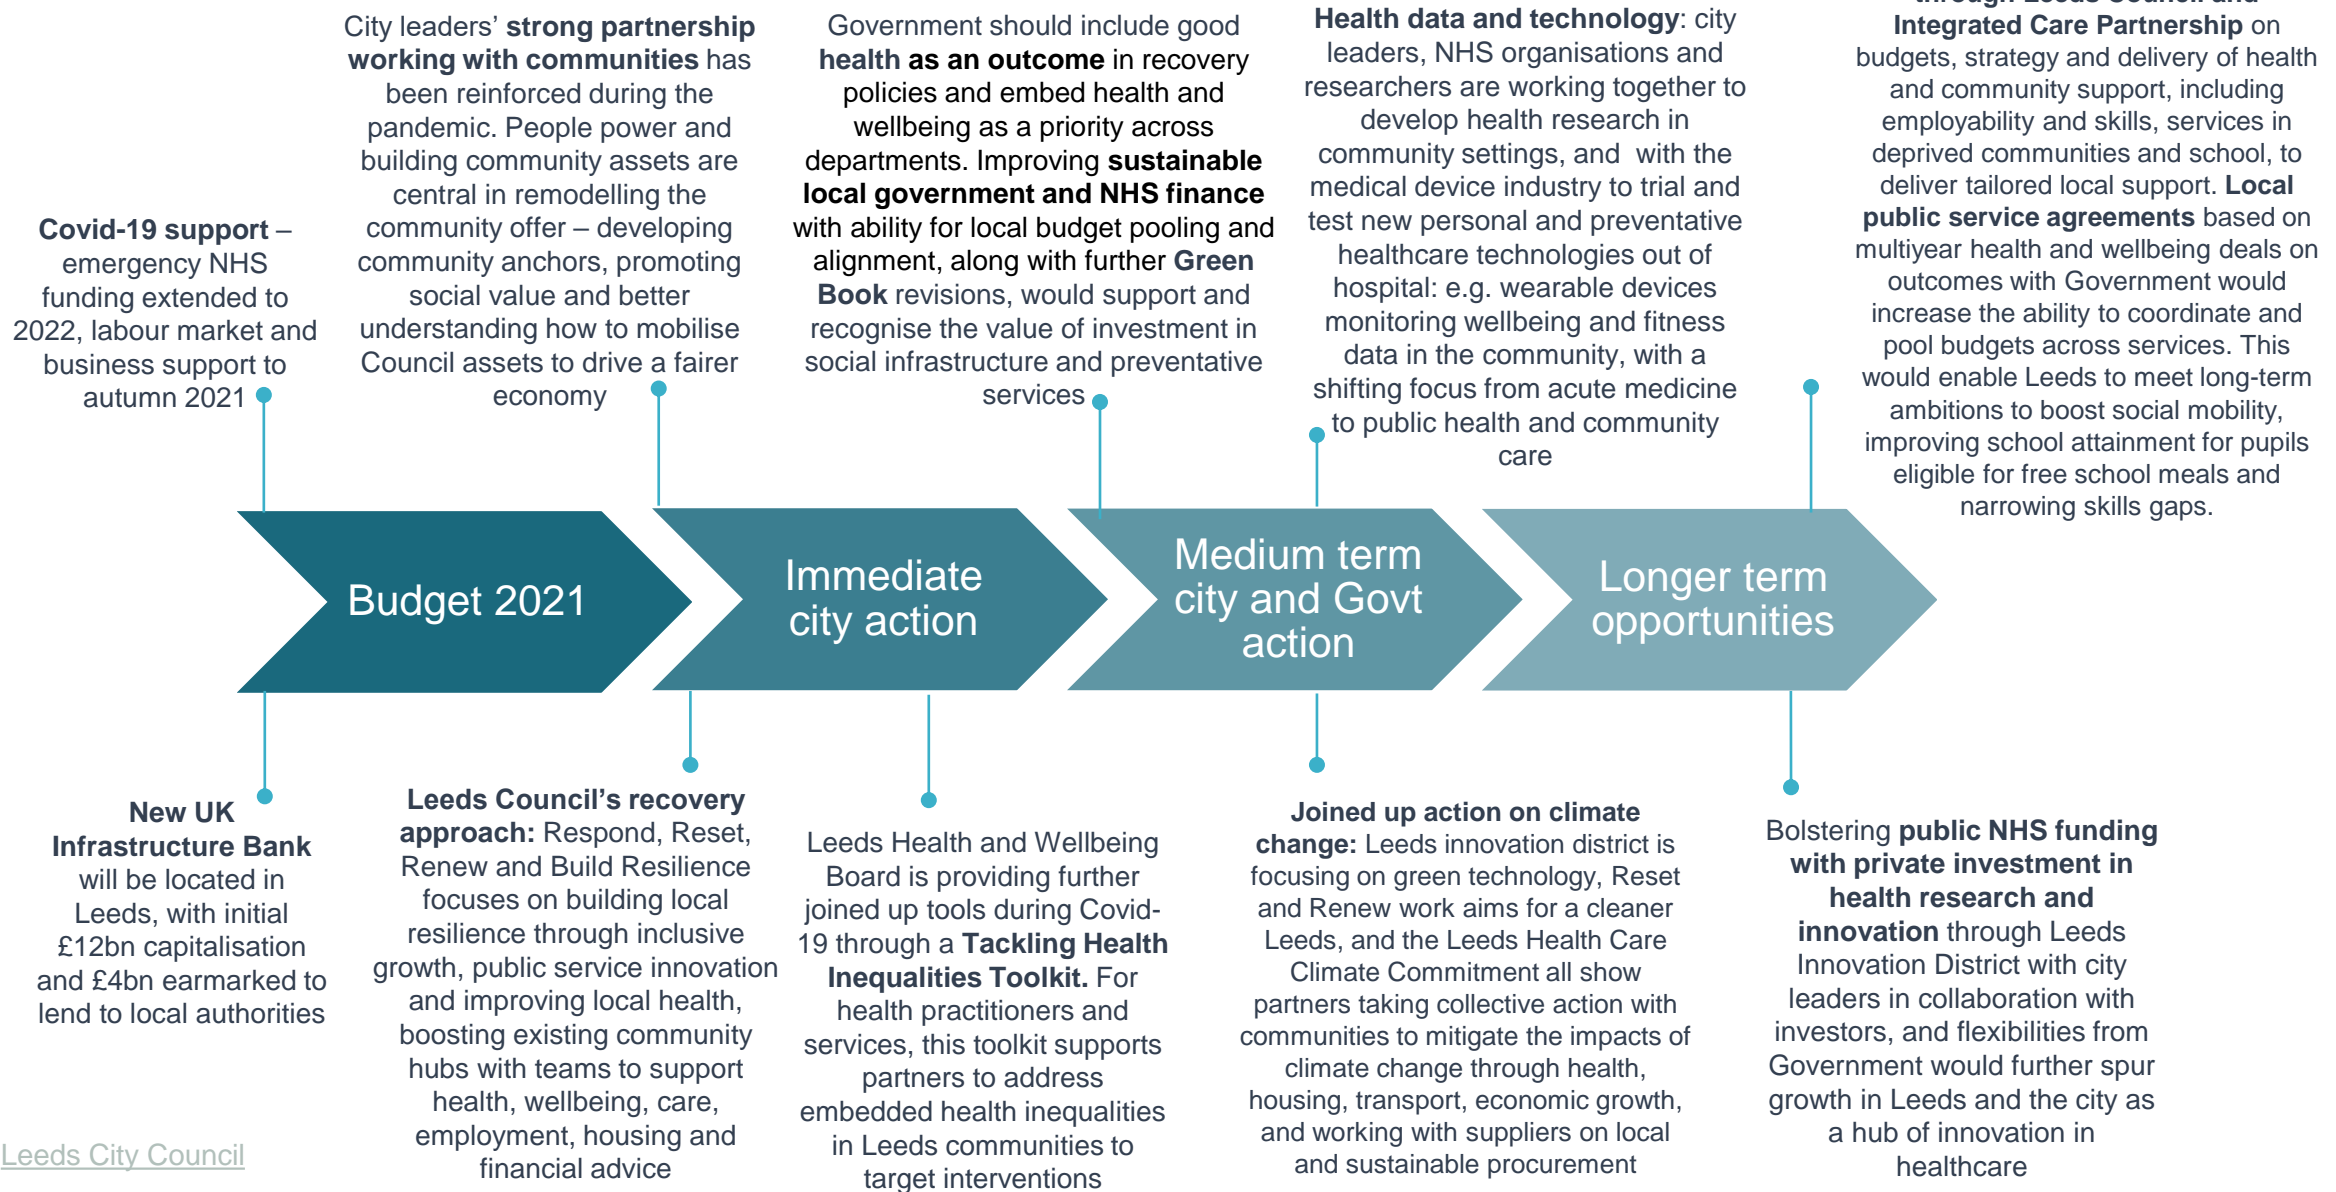 City leaders’ strong partnership
working with communities has
been reinforced during the
pandemic. People power and
building community assets are
central in remodelling the
community offer – developing
community anchors, promoting
social value and better
understanding how to mobilise
Council assets to drive a fairer
economy
Government should include good
health as an outcome in recovery
policies and embed health and
wellbeing as a priority across
departments. Improving sustainable
local government and NHS finance
with ability for local budget pooling and
alignment, along with further Green
Book revisions, would support and
recognise the value of investment in
social infrastructure and preventative
services
Health data and technology: city
leaders, NHS organisations and
researchers are working together to
develop health research in
community settings, and with the
medical device industry to trial and
test new personal and preventative
healthcare technologies out of
hospital: e.g. wearable devices
monitoring wellbeing and fitness
data in the community, with a
shifting focus from acute medicine
to public health and community
care
through Leeds Council and
Integrated Care Partnership on
budgets, strategy and delivery of health
and community support, including
employability and skills, services in
deprived communities and school, to
deliver tailored local support. Local
public service agreements based on
multiyear health and wellbeing deals on
outcomes with Government would
increase the ability to coordinate and
pool budgets across services. This
would enable Leeds to meet long-term
ambitions to boost social mobility,
improving school attainment for pupils
eligible for free school meals and
narrowing skills gaps.
Covid-19 support –
emergency NHS
funding extended to
2022, labour market and
business support to
autumn 2021
Budget 2021
Immediate
city action
Medium term
city and Govt
action
Longer term
opportunities
New UK
Infrastructure Bank
will be located in
Leeds, with initial
£12bn capitalisation
and £4bn earmarked to
lend to local authorities
Leeds Council’s recovery
approach: Respond, Reset,
Renew and Build Resilience
focuses on building local
resilience through inclusive
growth, public service innovation
and improving local health,
boosting existing community
hubs with teams to support
health, wellbeing, care,
employment, housing and
financial advice
Leeds Health and Wellbeing
Board is providing further
joined up tools during Covid-
19 through a Tackling Health
Inequalities Toolkit. For
health practitioners and
services, this toolkit supports
partners to address
embedded health inequalities
in Leeds communities to
target interventions
Joined up action on climate
change: Leeds innovation district is
focusing on green technology, Reset
and Renew work aims for a cleaner
Leeds, and the Leeds Health Care
Climate Commitment all show
partners taking collective action with
communities to mitigate the impacts of
climate change through health,
housing, transport, economic growth,
and working with suppliers on local
and sustainable procurement
Bolstering public NHS funding
with private investment in
health research and
innovation through Leeds
Innovation District with city
leaders in collaboration with
investors, and flexibilities from
Government would further spur
growth in Leeds and the city as
a hub of innovation in
healthcare
Leeds City Council